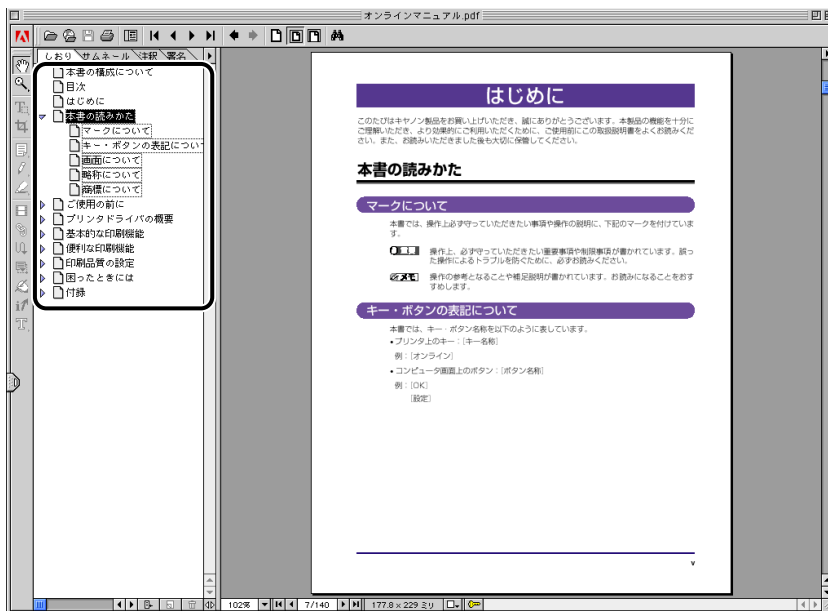 オンラインマニュアル.pdf
しおり サムネール 注釈 署名
本書の構成について
目次
はじめに
本書の読みかた
マークについて
キー・ボタンの表記につい
画面について
略称について
商標について
ご使用の前に
プリンタドライバの概要
基本的な印刷機能
便利な印刷機能
印刷品質の設定
困ったときには
付録
はじめに
このたびはキヤノン製品をお買い上げいただき、誠にありがとうございます。本製品の機能を十分に
ご理解いただき、より効果的にご利用いただくために、ご使用前にこの取扱説明書をよくお読みくだ
さい。また、お読みいただきました後も大切に保管してください。
本書の読みかた
マークについて
本書では、操作上必ず守っていただきたい事項や操作の説明に、下記のマークを付けていま
す。
操作上、必ず守っていただきたい重要事項や制限事項が書かれています。誤っ
た操作によるトラブルを防ぐために、必ずお読みください。
メモ 操作の参考となることや補足説明が書かれています。お読みになることをおす
すめします。
キー・ボタンの表記について
本書では、キー・ボタン名称を以下のように表しています。
•プリンタ上のキー：[キー名称]
例：[オンライン]
•コンピュータ画面上のボタン：[ボタン名称]
例：[OK]
[設定]
v
102% 7/140 177.8 × 229 ミリ